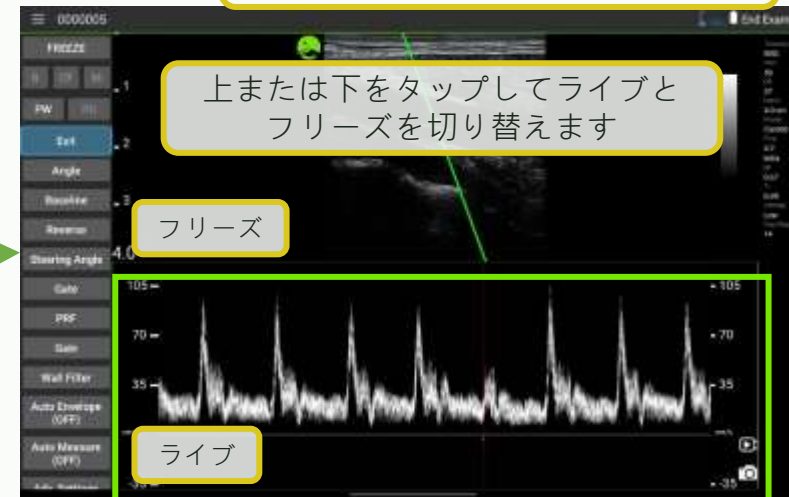 0000005
End Exam
FREEZE
PW
Exit
Angle
Baseline
Reverse
Steering Angle
Gate
PRF
Gate
Wall Filter
Auto Envelope
(OFF)
Auto Measure
(OFF)
上または下をタップしてライブと
フリーズを切り替えます
1
2
3
4.0
フリーズ
105
105
70
70
35
35
ライブ
-35
-35